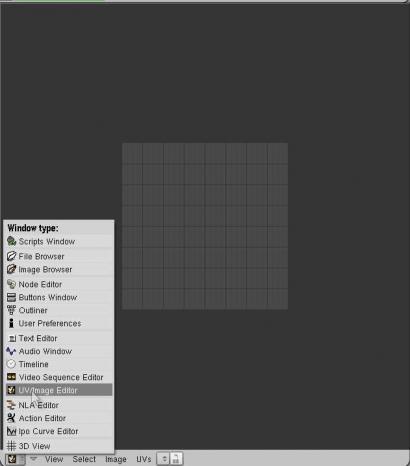 Window type:
Scripts Window
File Browser
Image Browser
Node Editor
Buttons Window
Outliner
User Preferences
Text Editor
Audio Window
Timeline
Video Sequence Editor
UV/Image Editor
NLA Editor
Action Editor
Ipo Curve Editor
3D View
View Select Image UVs